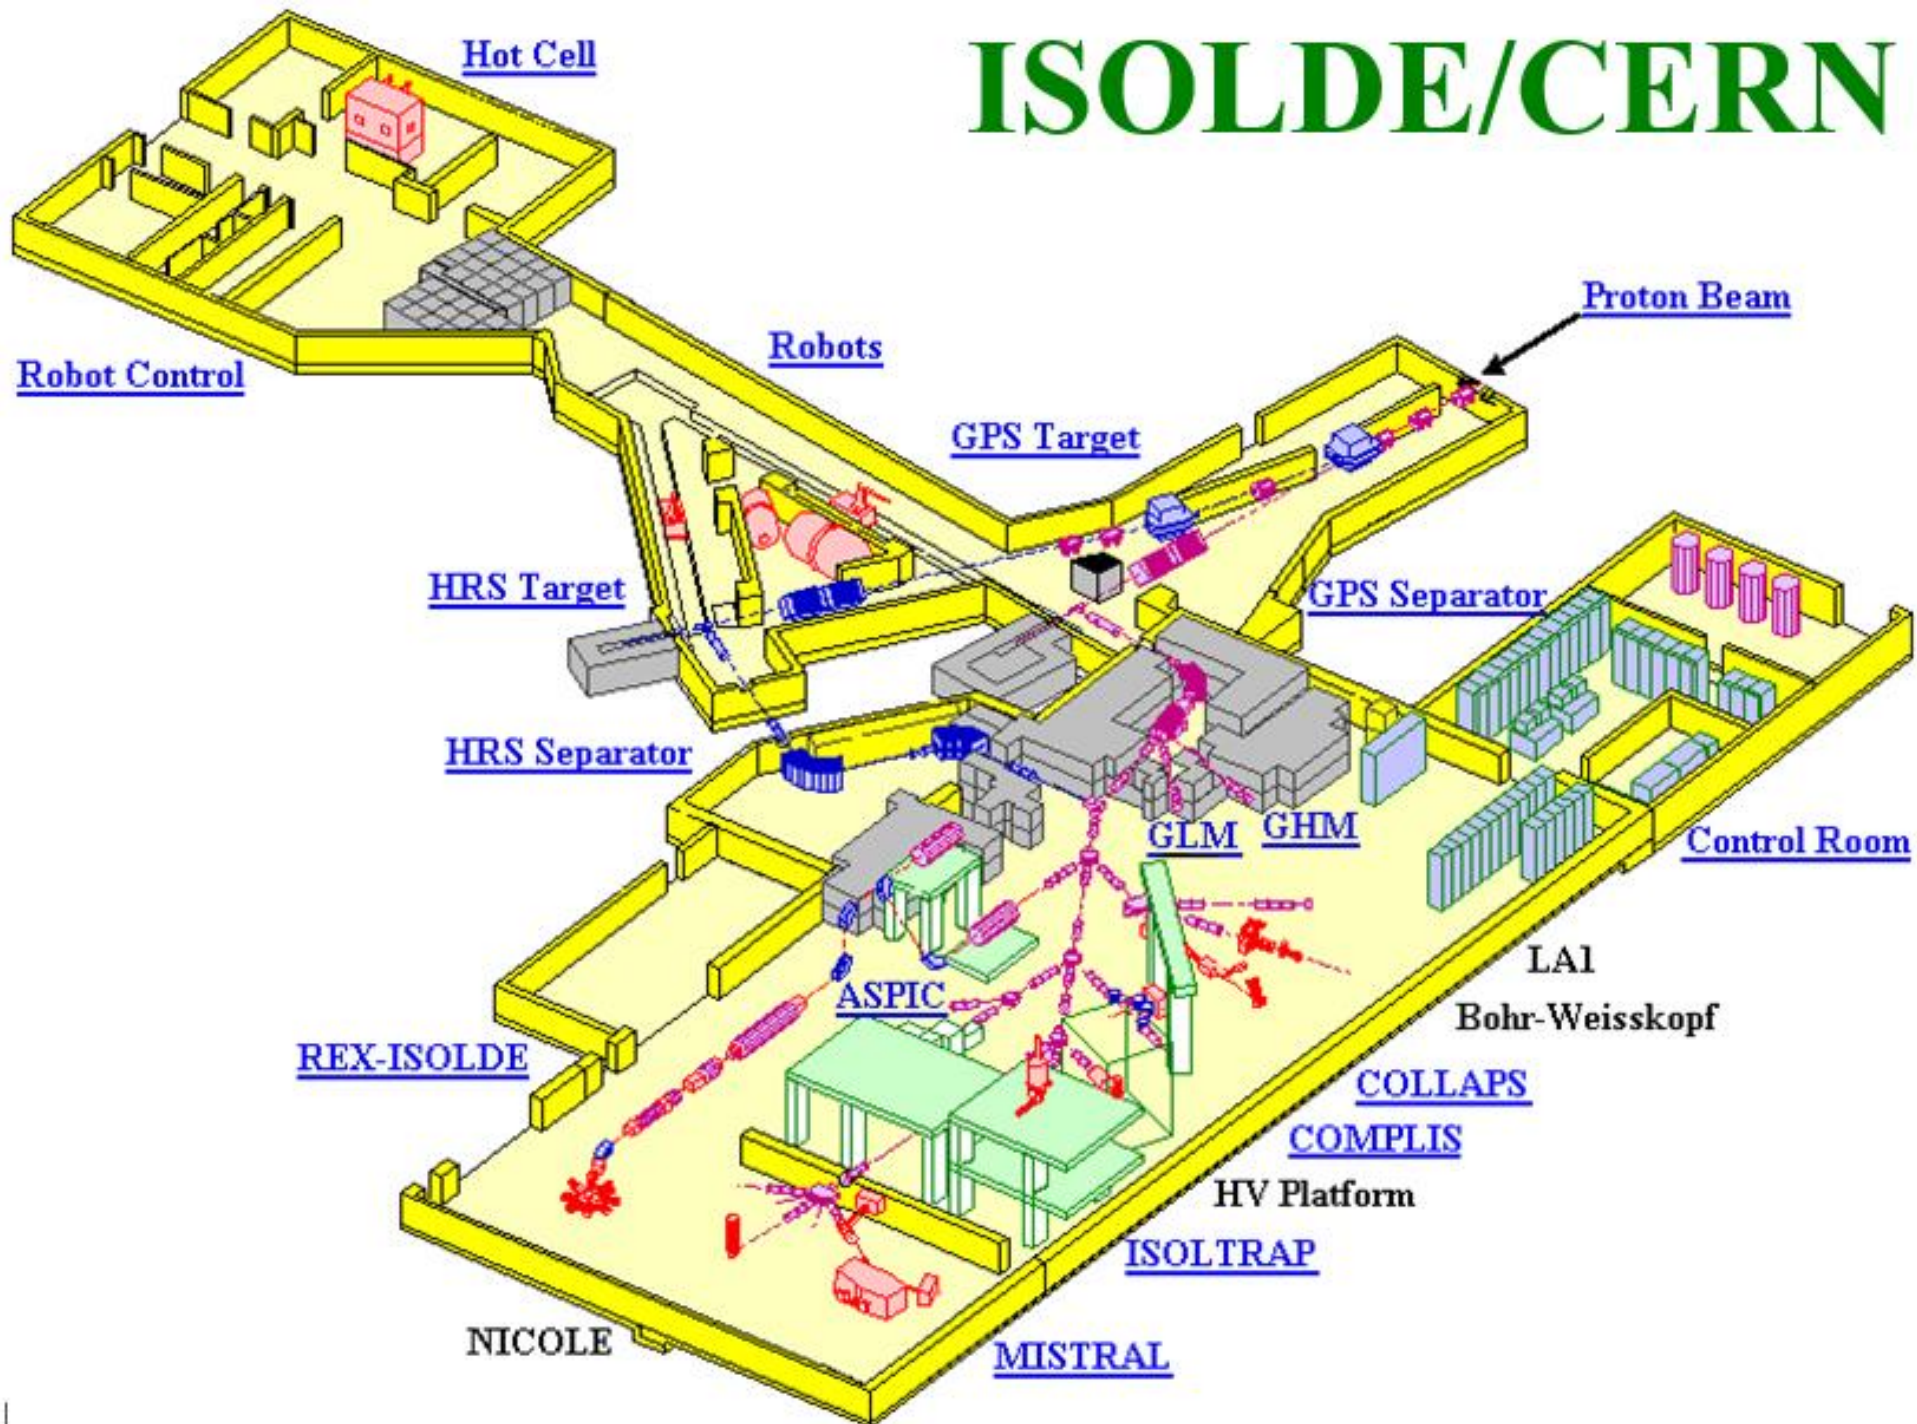 ISOLDE/CERN
Hot Cell
Proton Beam
Robots
Robot Control
GPS Target
HRS Target
GPS Separator
HRS Separator
GLM
GHM
Control Room
LA1
ASPIC
Bohr-Weisskopf
REX-ISOLDE
COLLAPS
COMPLIS
HV Platform
ISOLTRAP
NICOLE
MISTRAL